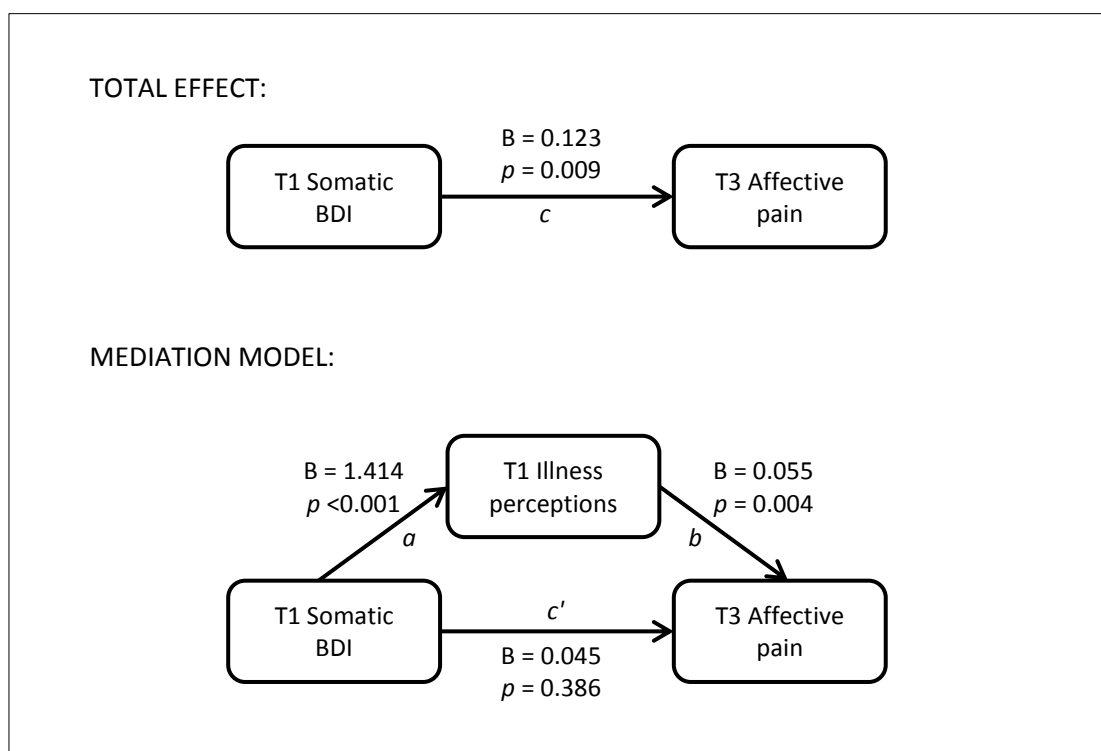 TOTAL EFFECT:
B = 0.123
p = 0.009
T1 Somatic
BDI
c
T3 Affective
pain
MEDIATION MODEL:
B = 1.414
p <0.001
a
T1 Illness
perceptions
B = 0.055
p = 0.004
b
T1 Somatic
BDI
c'
B = 0.045
p = 0.386
T3 Affective
pain